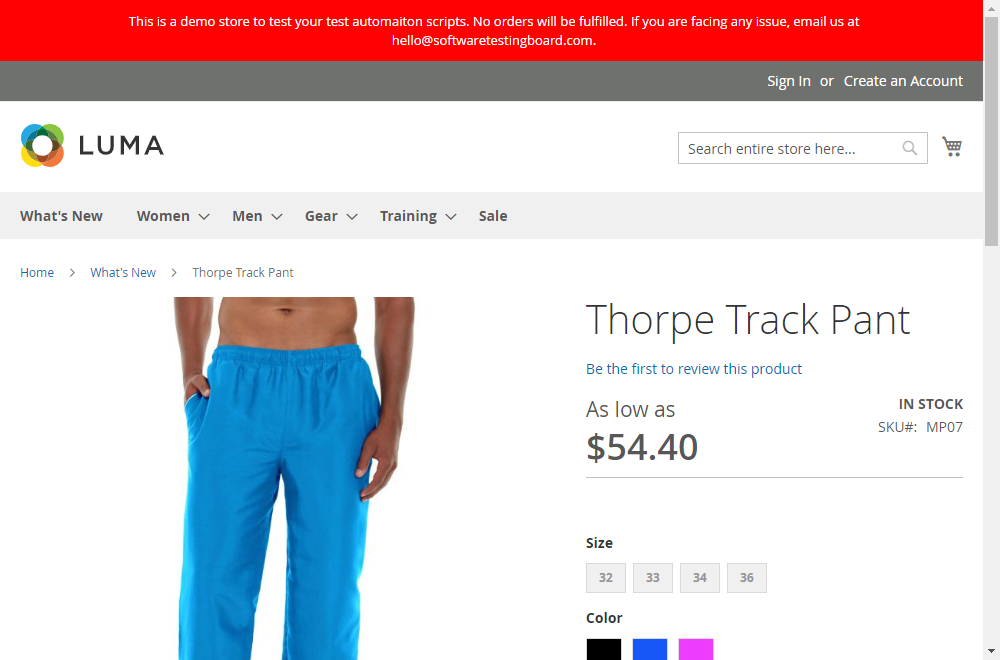 This is a demo store to test your test automaiton scripts. No orders will be fulfilled. If you are facing any issue, email us at
hello@softwaretestingboard.com.
Sign In or Create an Account
LUMA
Search entire store here...
What's New Women Men Gear Training Sale
Home > What's New > Thorpe Track Pant
Thorpe Track Pant
Be the first to review this product
As low as
$54.40
IN STOCK
SKU#: MP07
Size
32 33 34 36
Color